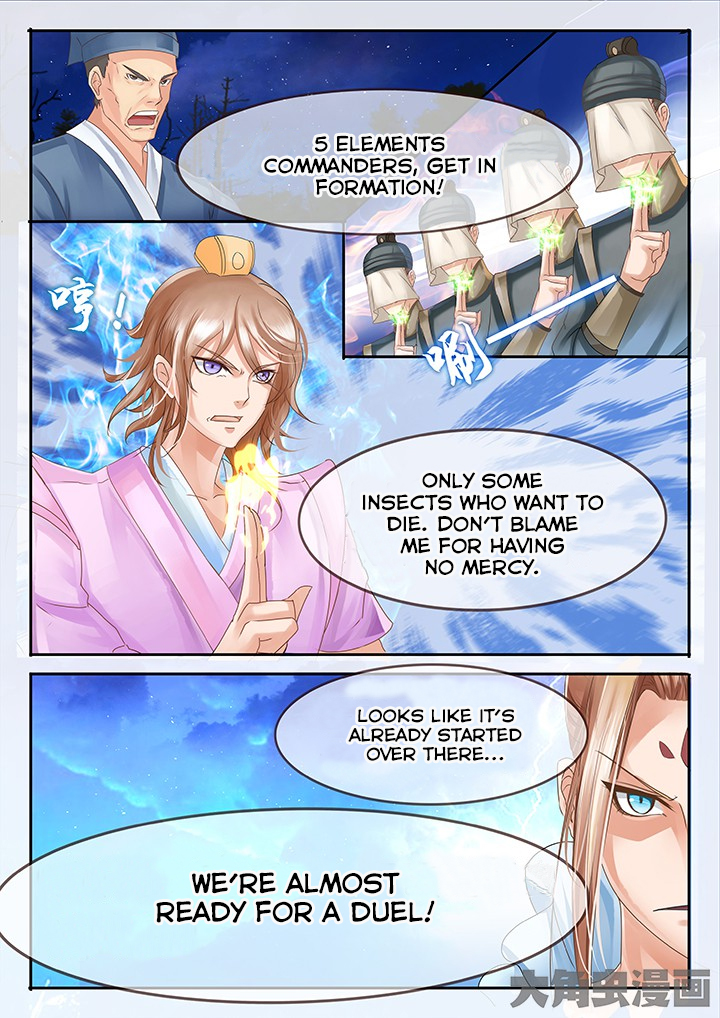 5 ELEMENTS
COMMANDERS, GET IN
FORMATION!
唰
哼!
ONLY SOME
INSECTS WHO WANT TO
DIE. DON'T BLAME
ME FOR HAVING
NO MERCY.
LOOKS LIKE IT'S
ALREADY STARTED
OVER THERE...
WE'RE ALMOST
READY FOR A DUEL!
大角虫漫画